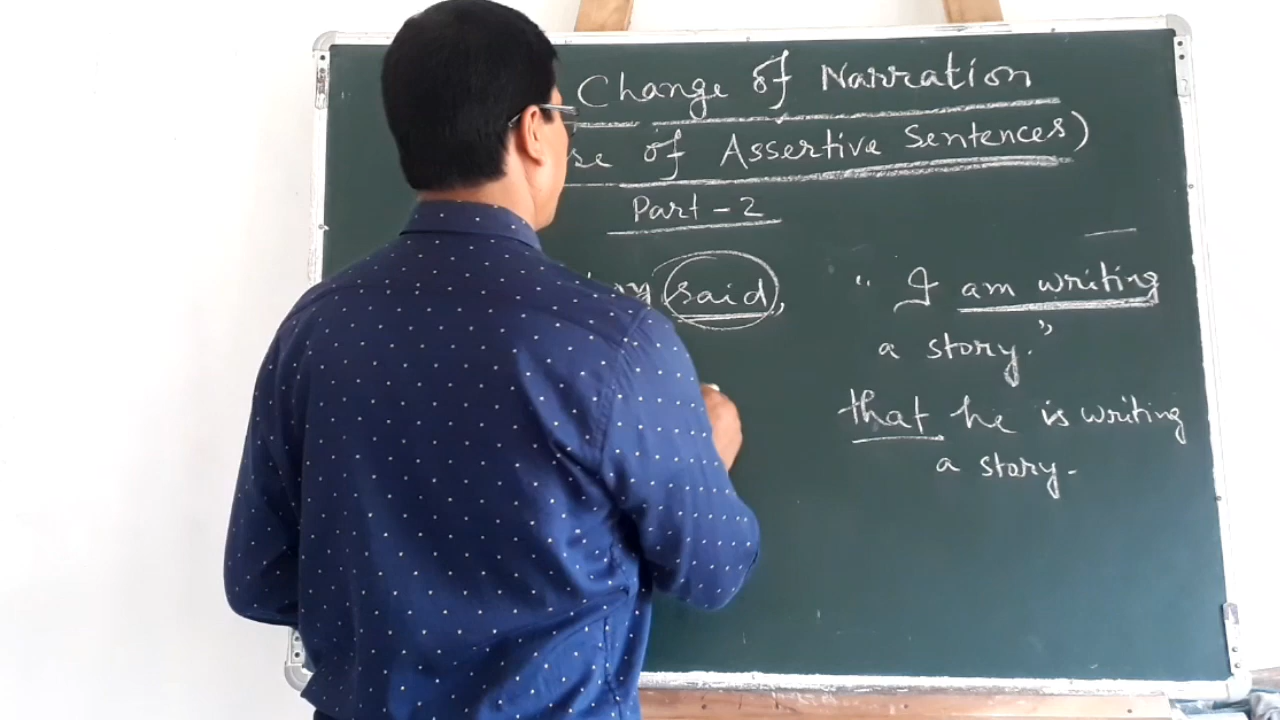 Change of Narration
of Assertive Sentences)
Part - 2
said, " I am writing
a story."
that he is writing
a story.